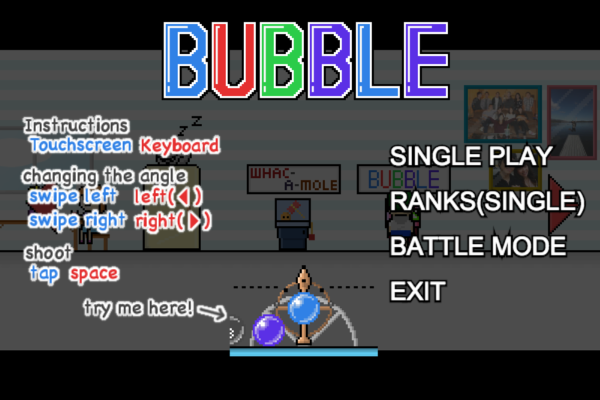 BUBBLE
Instructions
Touchscreen Keyboard
changing the angle
swipe left left(◀)
swipe right right(▶)
shoot
tap space
try me here!
z z
WHAC-
A-MOLE
BUBBLE
SINGLE PLAY
RANKS(SINGLE)
BATTLE MODE
EXIT